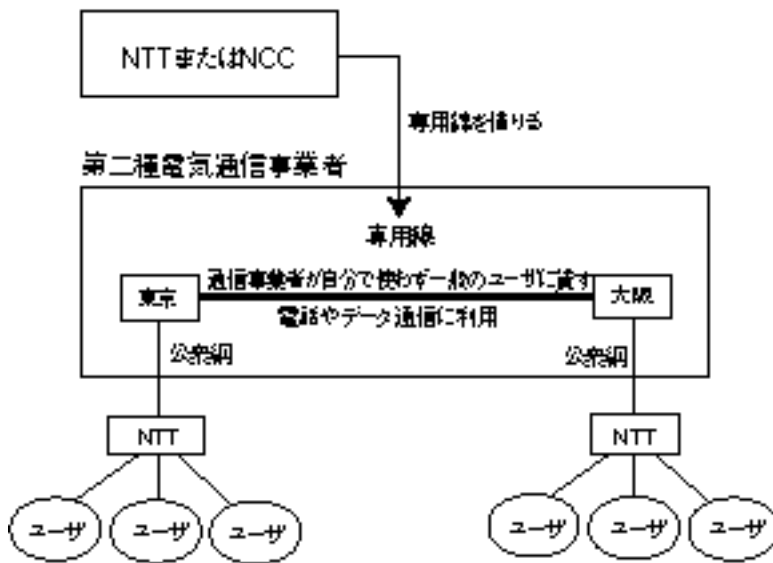 NTTまたはNCC
専用線を借りる
第二種電気通信事業者
専用線
通信事業者が自分で使わず一般のユーザに貸す
東京
大阪
電話やデータ通信に利用
公衆網
公衆網
NTT
NTT
ユーザ
ユーザ
ユーザ
ユーザ
ユーザ
ユーザ